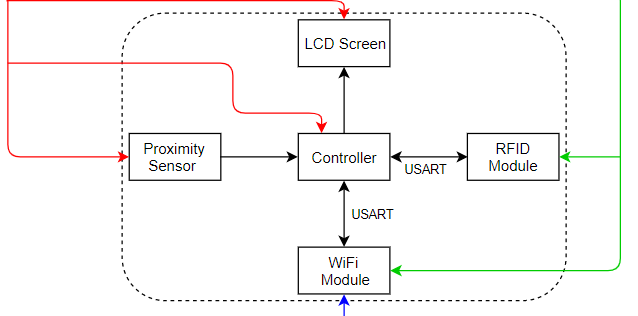 LCD Screen
Proximity
Sensor
Controller
RFID
Module
USART
USART
WiFi
Module